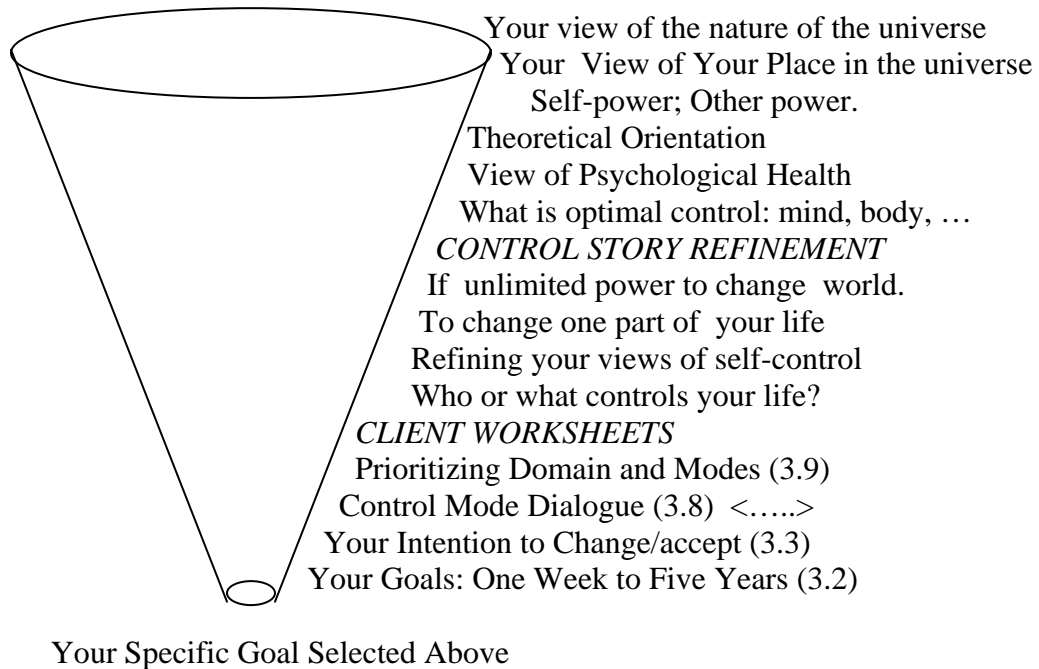 Your view of the nature of the universe
Your View of Your Place in the universe
Self-power; Other power.
Theoretical Orientation
View of Psychological Health
What is optimal control: mind, body, …
CONTROL STORY REFINEMENT
If unlimited power to change world.
To change one part of your life
Refining your views of self-control
Who or what controls your life?
CLIENT WORKSHEETS
Prioritizing Domain and Modes (3.9)
Control Mode Dialogue (3.8) <…..>
Your Intention to Change/accept (3.3)
Your Goals: One Week to Five Years (3.2)
Your Specific Goal Selected Above